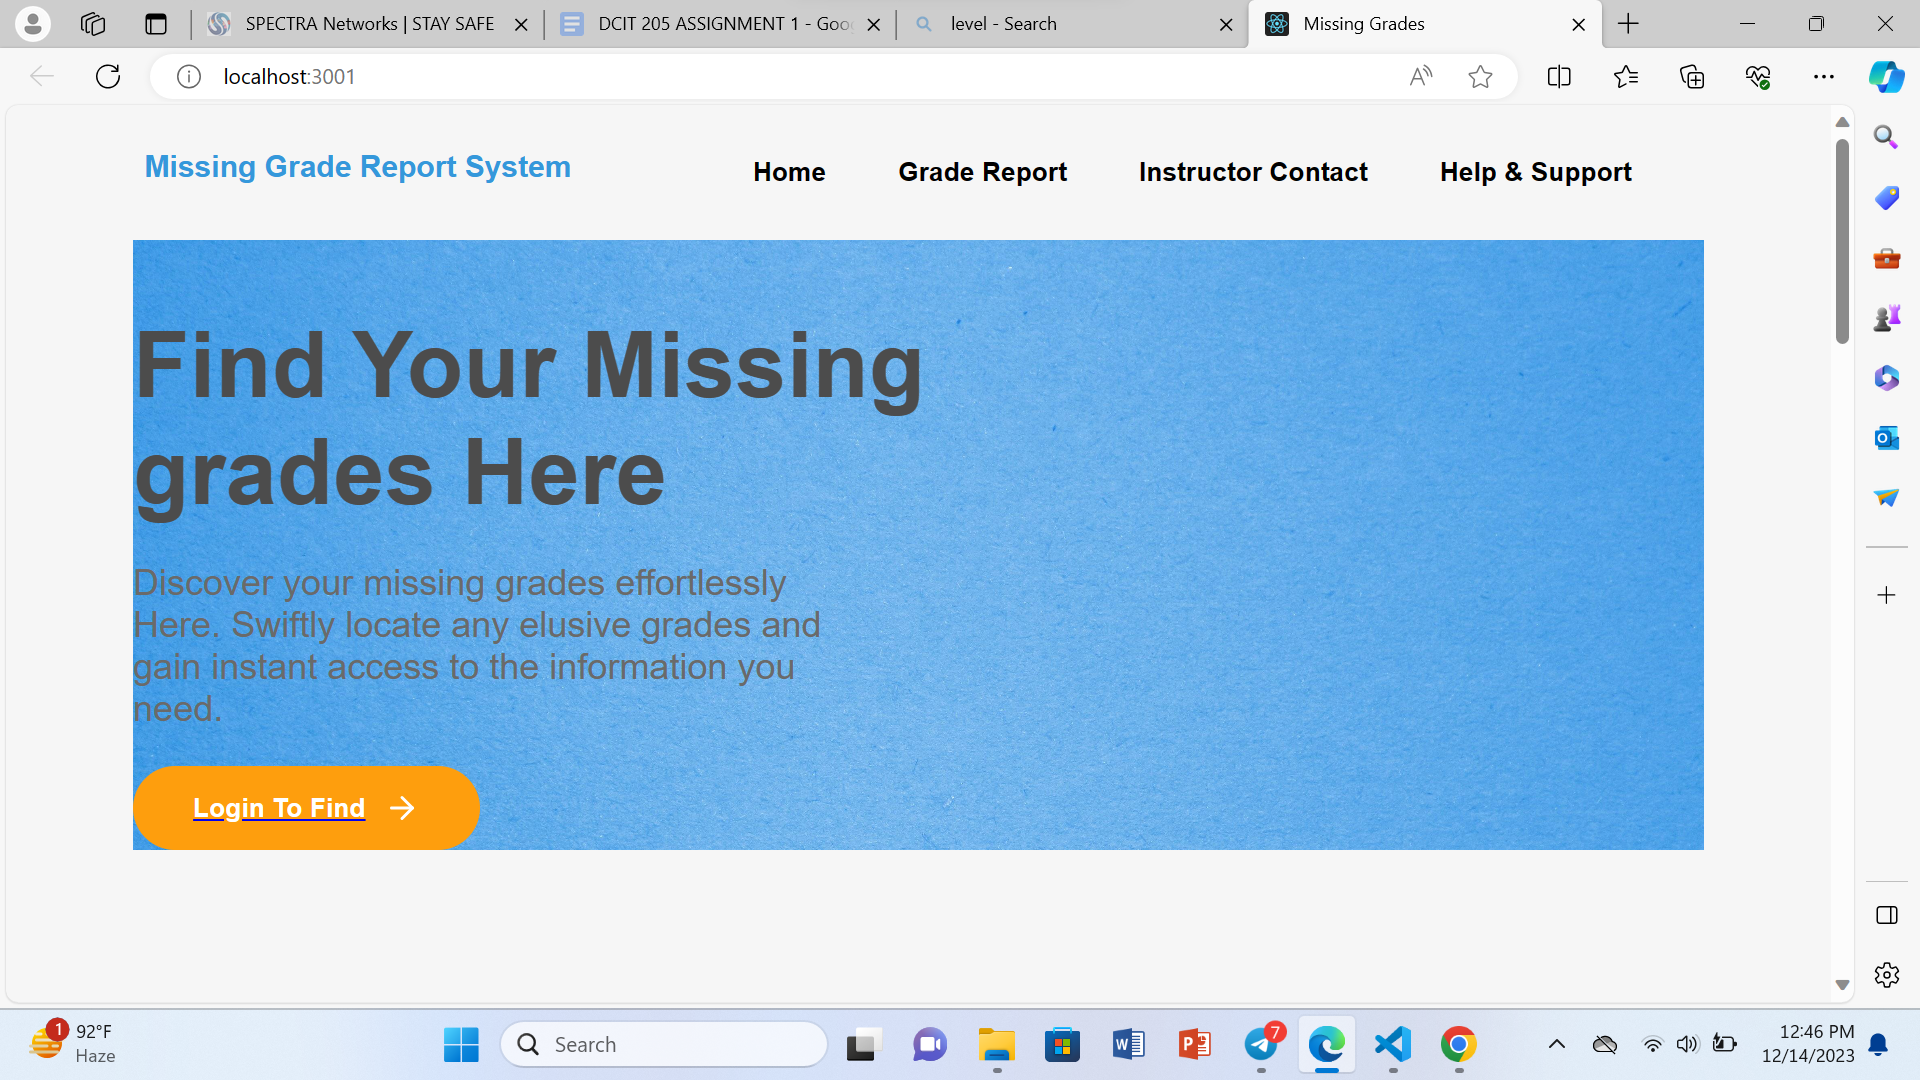 SPECTRA Networks | STAY SAFE
DCIT 205 ASSIGNMENT 1 - Goo
level - Search
Missing Grades
localhost:3001
Missing Grade Report System
Home
Grade Report
Instructor Contact
Help & Support
Find Your Missing
grades Here
Discover your missing grades effortlessly
Here. Swiftly locate any elusive grades and
gain instant access to the information you
need.
Login To Find
1
92°F
Haze
Search
7
12:46 PM
12/14/2023